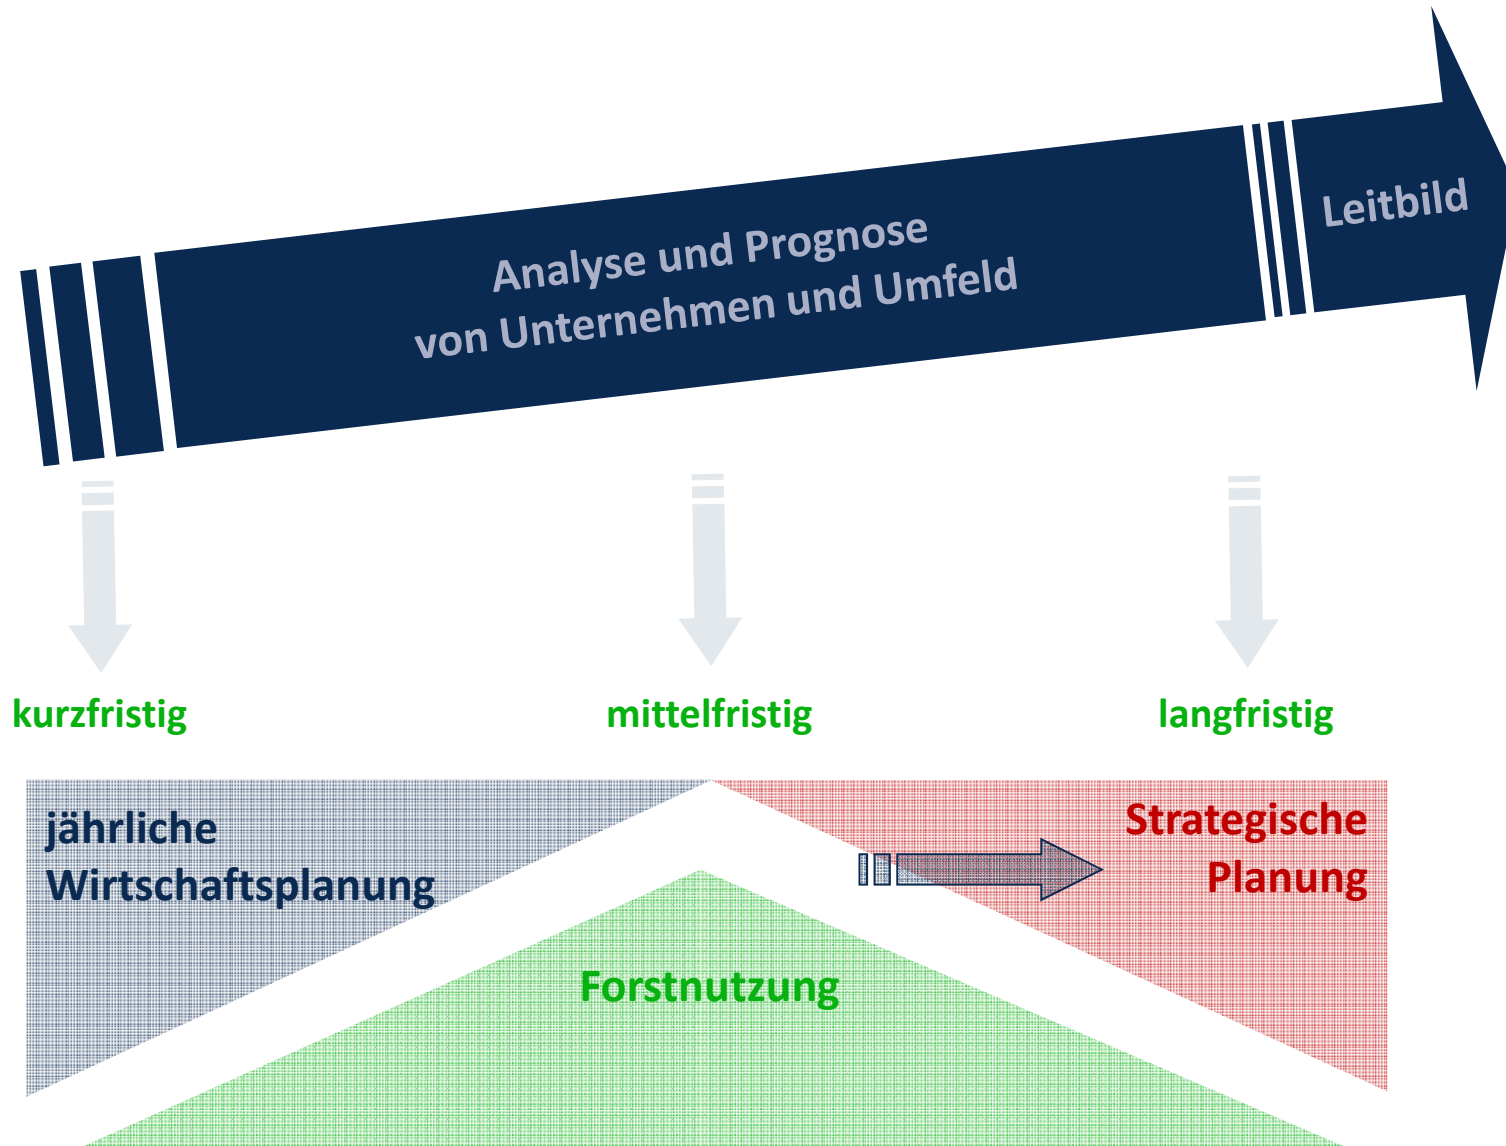 Leitbild
Analyse und Prognose
von Unternehmen und Umfeld
kurzfristig
mittelfristig
langfristig
jährliche
Wirtschaftsplanung
Strategische
Planung
Forstnutzung